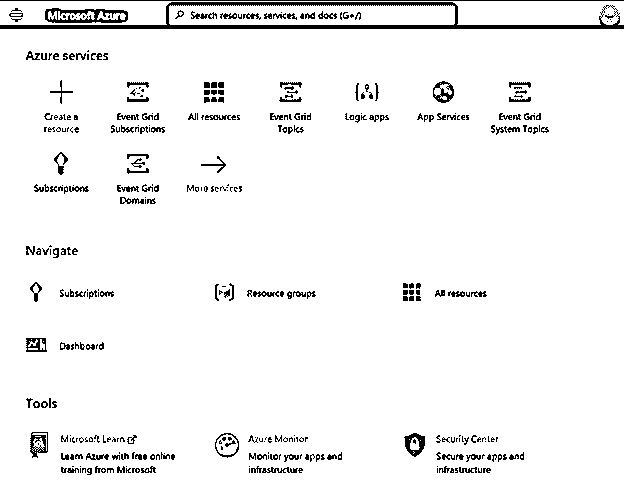 Microsoft Azure
Search resources, services, and docs (G+/)
Azure services
Create a resource
Event Grid Subscriptions
All resources
Event Grid Topics
Logic apps
App Services
Event Grid System Topics
Subscriptions
Event Grid Domains
More services
Navigate
Subscriptions
Resource groups
All resources
Dashboard
Tools
Microsoft Learn
Learn Azure with free online
training from Microsoft
Azure Monitor
Monitor your apps and
infrastructure
Security Center
Secure your apps and
infrastructure